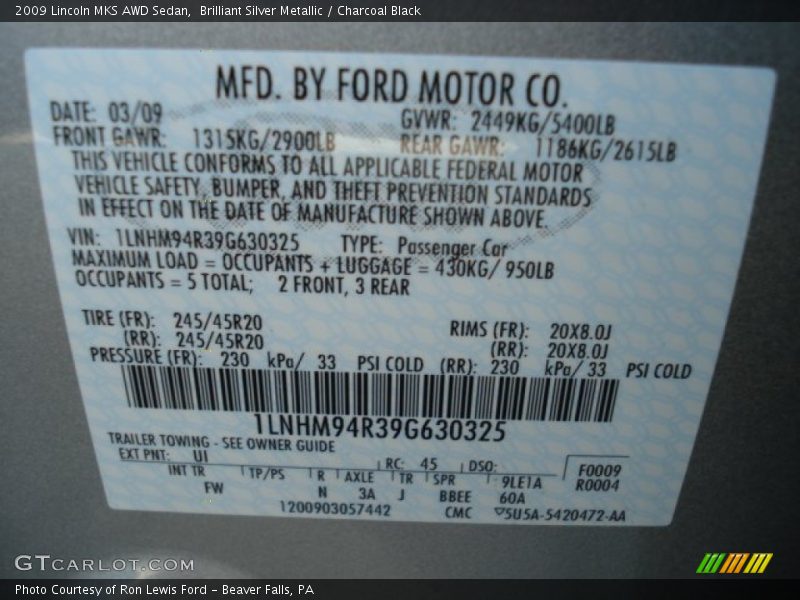 2009 Lincoln MKS AWD Sedan,  Brilliant Silver Metallic / Charcoal Black
MFD. BY FORD MOTOR CO.
DATE: 03/09 GVWR: 2449KG/5400LB
FRONT GAWR: 1315KG/2900LB REAR GAWR: 1186KG/2615LB
THIS VEHICLE CONFORMS TO ALL APPLICABLE FEDERAL MOTOR
VEHICLE SAFETY, BUMPER, AND THEFT PREVENTION STANDARDS
IN EFFECT ON THE DATE OF MANUFACTURE SHOWN ABOVE.
VIN: 1LNHM94R39G630325 TYPE: Passenger Car
MAXIMUM LOAD = OCCUPANTS + LUGGAGE = 430KG/ 950LB
OCCUPANTS = 5 TOTAL; 2 FRONT, 3 REAR
TIRE (FR): 245/45R20 RIMS (FR): 20X8.0J
(RR): 245/45R20 (RR): 20X8.0J
PRESSURE (FR): 230 kPa/ 33 PSI COLD (RR): 230 kPa/ 33 PSI COLD
1LNHM94R39G630325
TRAILER TOWING - SEE OWNER GUIDE
EXT PNT: UI RC: 45 DSO: F0009
INT TR TP/PS R AXLE TR SPR 9LE1A R0004
FW N 3A J BBEE 60A
1200903057442 CMC 5U5A-5420472-AA
GTCARLOT.COM
Photo Courtesy of Ron Lewis Ford – Beaver Falls, PA